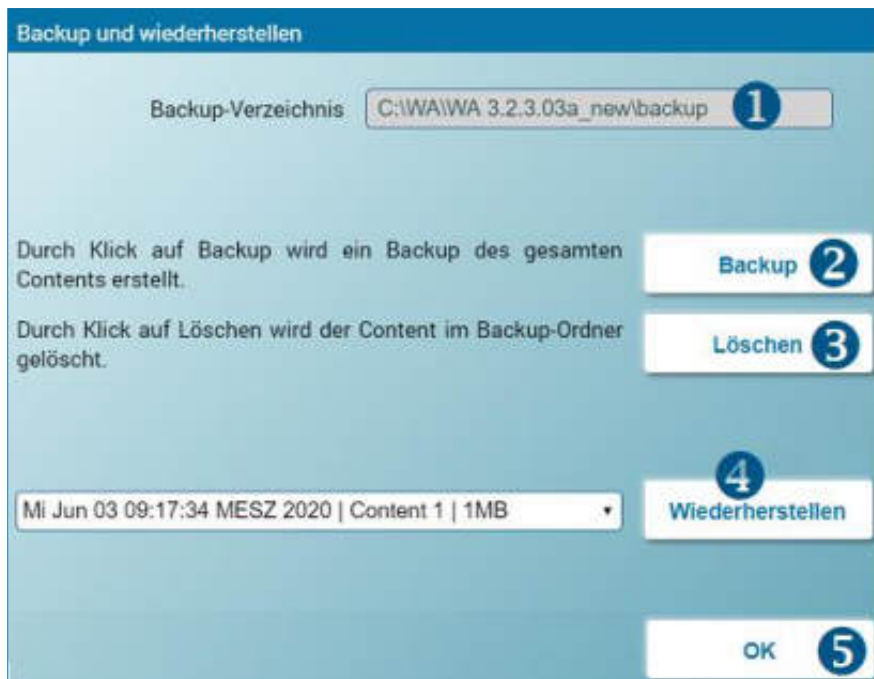 Backup und wiederherstellen
Backup-Verzeichnis C:\WA\WA 3.2.3.03a_new\backup 1
Durch Klick auf Backup wird ein Backup des gesamten
Contents erstellt.
Backup 2
Durch Klick auf Löschen wird der Content im Backup-Ordner
gelöscht.
Löschen 3
4
Mi Jun 03 09:17:34 MESZ 2020 | Content 1 | 1MB
Wiederherstellen
OK 5